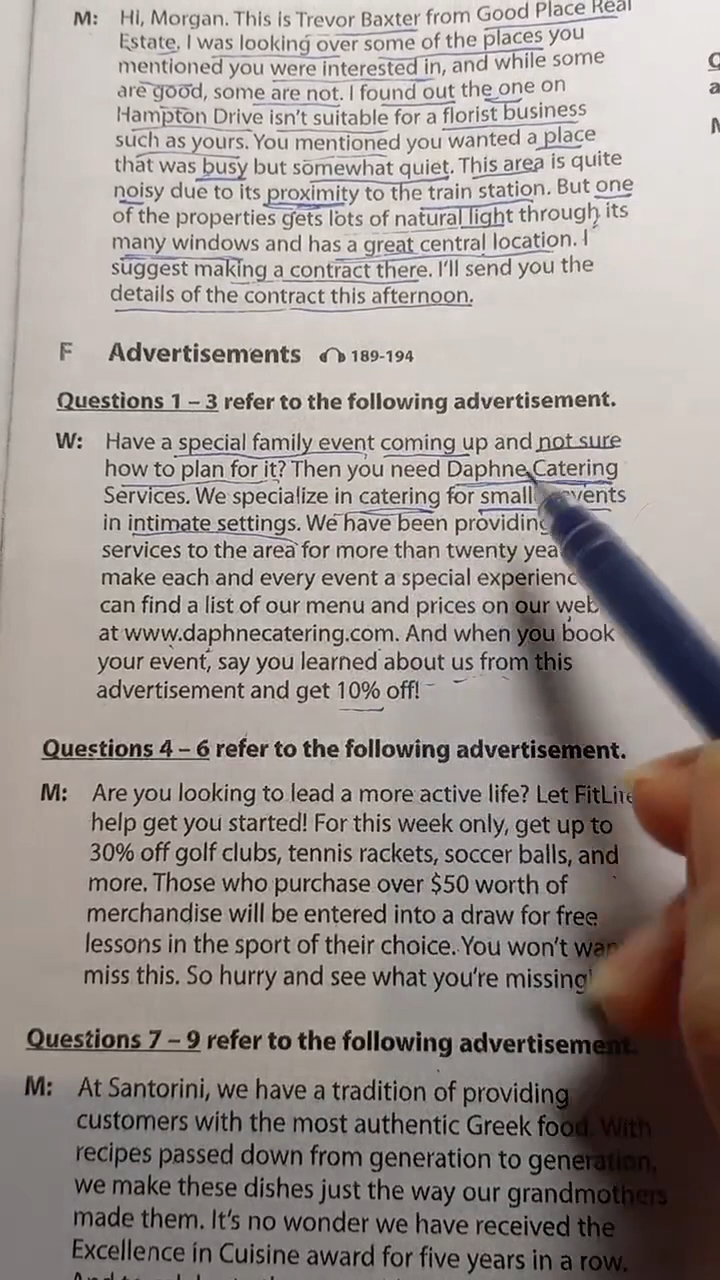 M: Hi, Morgan. This is Trevor Baxter from Good Place Real
Estate. I was looking over some of the places you
mentioned you were interested in, and while some
are good, some are not. I found out the one on
Hampton Drive isn't suitable for a florist business
such as yours. You mentioned you wanted a place
that was busy but somewhat quiet. This area is quite
noisy due to its proximity to the train station. But one
of the properties gets lots of natural light through its
many windows and has a great central location. I
suggest making a contract there. I'll send you the
details of the contract this afternoon.
F Advertisements 189-194
Questions 1 – 3 refer to the following advertisement.
W: Have a special family event coming up and not sure
how to plan for it? Then you need Daphne Catering
Services. We specialize in catering for small events
in intimate settings. We have been providing
services to the area for more than twenty
make each and every event a special
can find a list of our menu and prices on our
at www.daphnecatering.com. And when you book
your event, say you learned about us from this
advertisement and get 10% off!
Questions 4 – 6 refer to the following advertisement.
M: Are you looking to lead a more active life? Let FitLite
help get you started! For this week only, get up to
30% off golf clubs, tennis rackets, soccer balls, and
more. Those who purchase over $50 worth of
merchandise will be entered into a draw for free
lessons in the sport of their choice. You won't
miss this. So hurry and see what you're missing!
Questions 7 – 9 refer to the following advertisement.
M: At Santorini, we have a tradition of providing
customers with the most authentic Greek food. With
recipes passed down from generation to generation,
we make these dishes just the way our grandmothers
made them. It's no wonder we have received the
Excellence in Cuisine award for five years in a row.